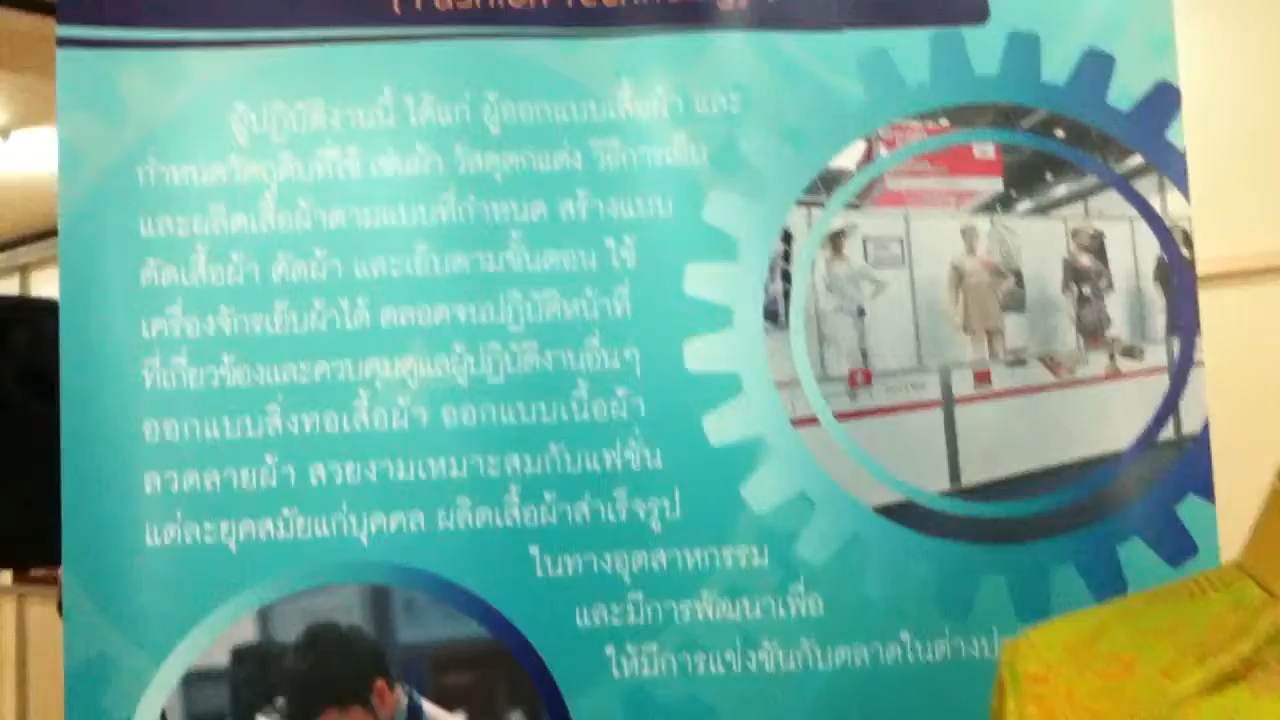 (Fashion Technology)
ผู้ปฏิบัติงานนี้ ได้แก่ ผู้ออกแบบเสื้อผ้า และ
กำหนดวัตถุดิบที่ใช้ เช่นผ้า วัสดุตกแต่ง วิธีการเย็บ
และผลิตเสื้อผ้าตามแบบที่กำหนด สร้างแบบ
ตัดเสื้อผ้า ตัดผ้า และเย็บตามขั้นตอน ใช้
เครื่องจักรเย็บผ้าได้ ตลอดจนปฏิบัติหน้าที่
ที่เกี่ยวข้องและควบคุมดูแลผู้ปฏิบัติงานอื่นๆ
ออกแบบสิ่งทอเสื้อผ้า ออกแบบเนื้อผ้า
ลวดลายผ้า สวยงามเหมาะสมกับแฟชั่น
แต่ละยุคสมัยแก่บุคคล ผลิตเสื้อผ้าสำเร็จรูป
ในทางอุตสาหกรรม
และมีการพัฒนาเพื่อ
ให้มีการแข่งขันกับตลาดในต่างป